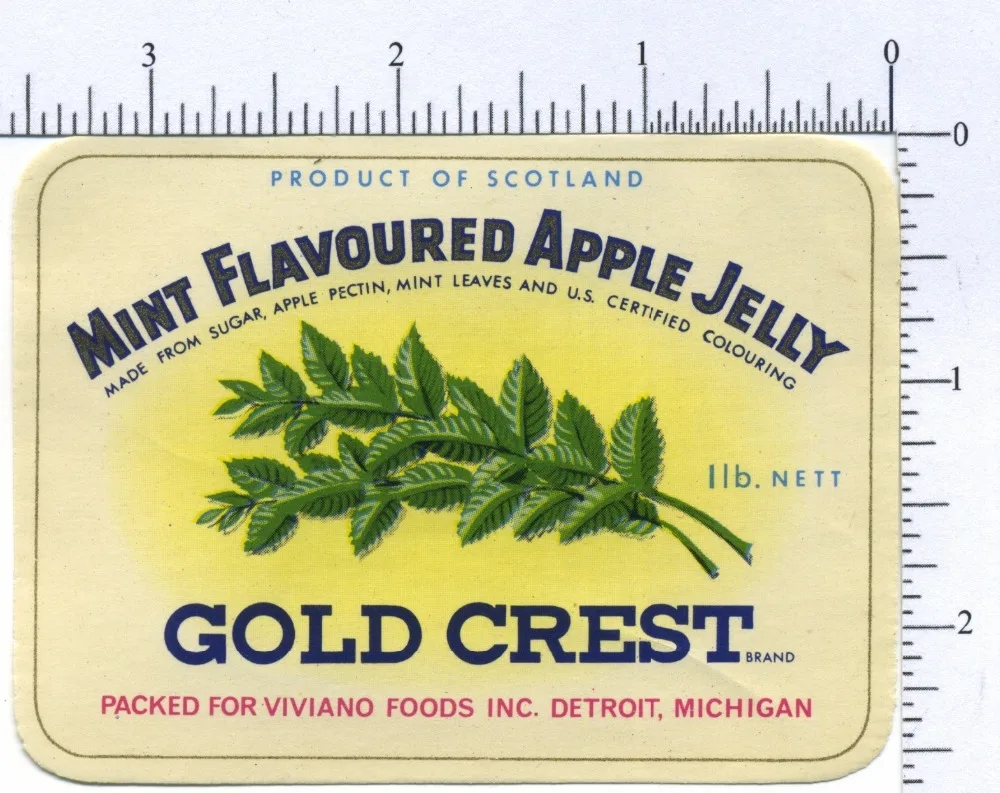 3 2 1 0
0
PRODUCT OF SCOTLAND
MINT FLAVOURED APPLE JELLY
MADE FROM SUGAR, APPLE PECTIN, MINT LEAVES AND U.S. CERTIFIED COLOURING
1
1lb. NETT
2
GOLD CREST BRAND
PACKED FOR VIVIANO FOODS INC. DETROIT, MICHIGAN